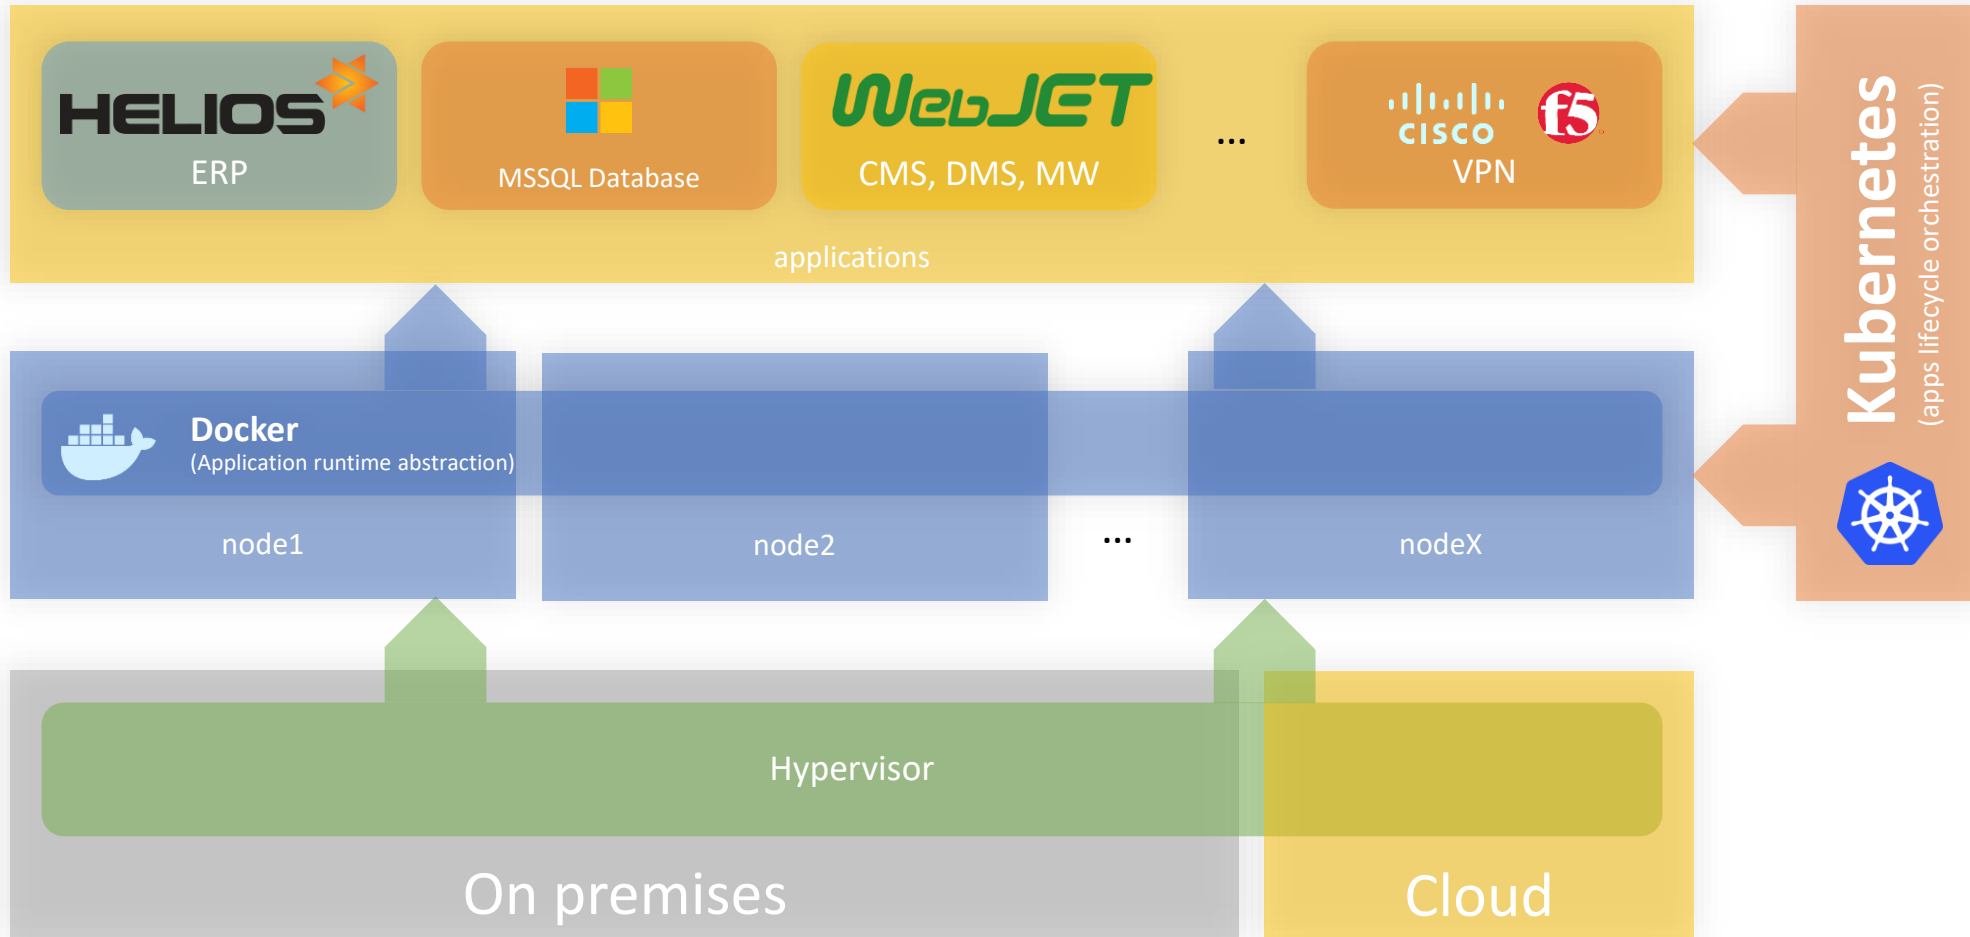 HELIOS
ERP
MSSQL Database
WebJET
CMS, DMS, MW
...
CISCO
f5
VPN
applications
Kubernetes
(apps lifecycle orchestration)
Docker
(Application runtime abstraction)
node1
node2
...
nodeX
Hypervisor
On premises
Cloud